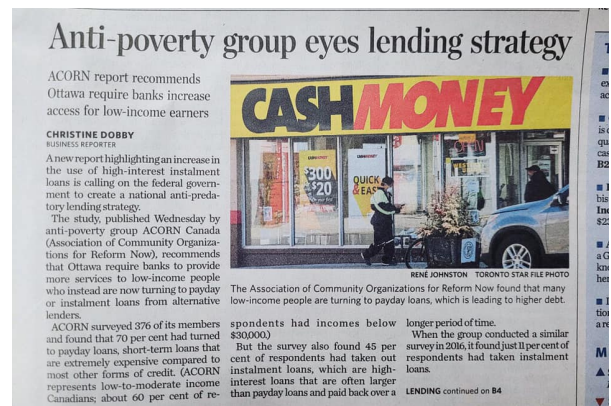 Anti-poverty group eyes lending strategy
ACORN report recommends
Ottawa require banks increase
access for low-income earners
CHRISTINE DOBBY
BUSINESS REPORTER
A new report highlighting an increase in
the use of high-interest instalment
loans is calling on the federal govern-
ment to create a national anti-preda-
tory lending strategy.
The study, published Wednesday by
anti-poverty group ACORN Canada
(Association of Community Organiza-
tions for Reform Now), recommends
that Ottawa require banks to provide
more services to low-income people
who instead are now turning to payday
or instalment loans from alternative
lenders.
ACORN surveyed 376 of its members
and found that 70 per cent had turned
to payday loans, short-term loans that
are extremely expensive compared to
most other forms of credit. (ACORN
represents low-to-moderate income
Canadians; about 60 per cent of re-
CASH MONEY
$300
$20
QUICK
& EASY
RENÉ JOHNSTON TORONTO STAR FILE PHOTO
The Association of Community Organizations for Reform Now found that many
low-income people are turning to payday loans, which is leading to higher debt.
spondents had incomes below
$30,000.)
But the survey also found 45 per
cent of respondents had taken out
instalment loans, which are high-
interest loans that are often larger
than payday loans and paid back over a
longer period of time.
When the group conducted a similar
survey in 2016, it found just 11 per cent of
respondents had taken instalment
loans.
LENDING continued on B4